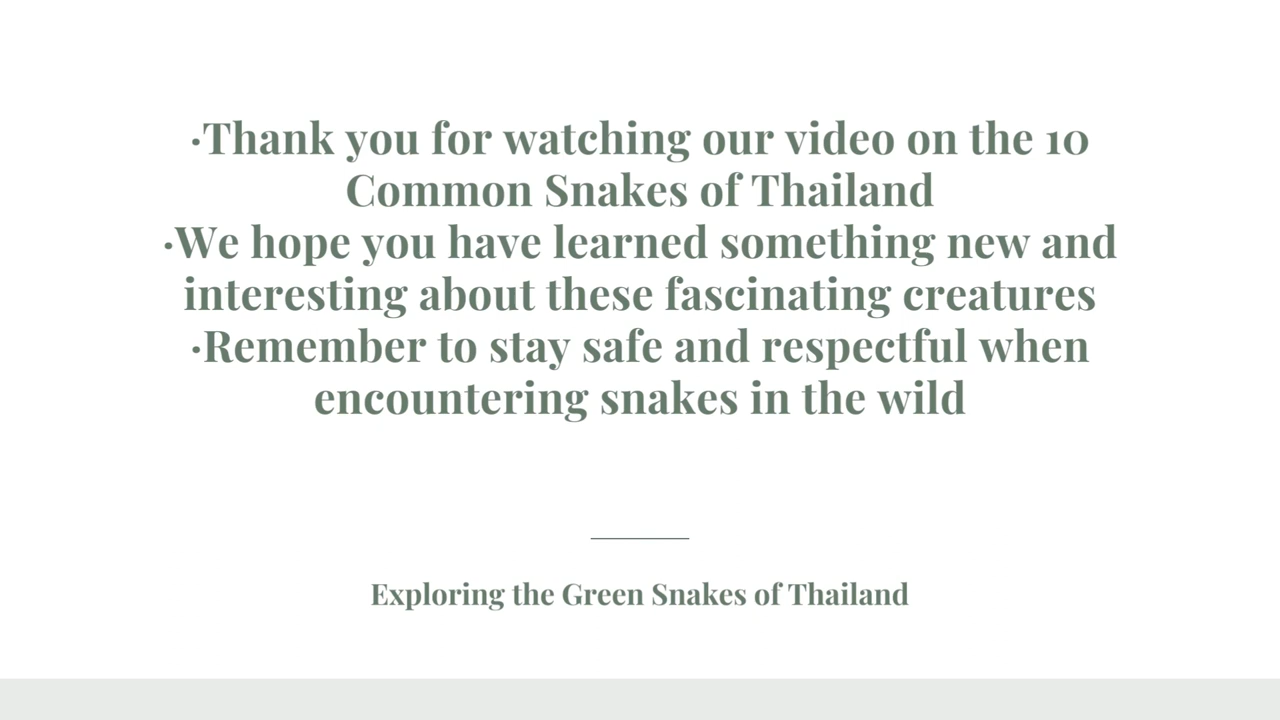 ·Thank you for watching our video on the 10
Common Snakes of Thailand
·We hope you have learned something new and
interesting about these fascinating creatures
·Remember to stay safe and respectful when
encountering snakes in the wild
Exploring the Green Snakes of Thailand